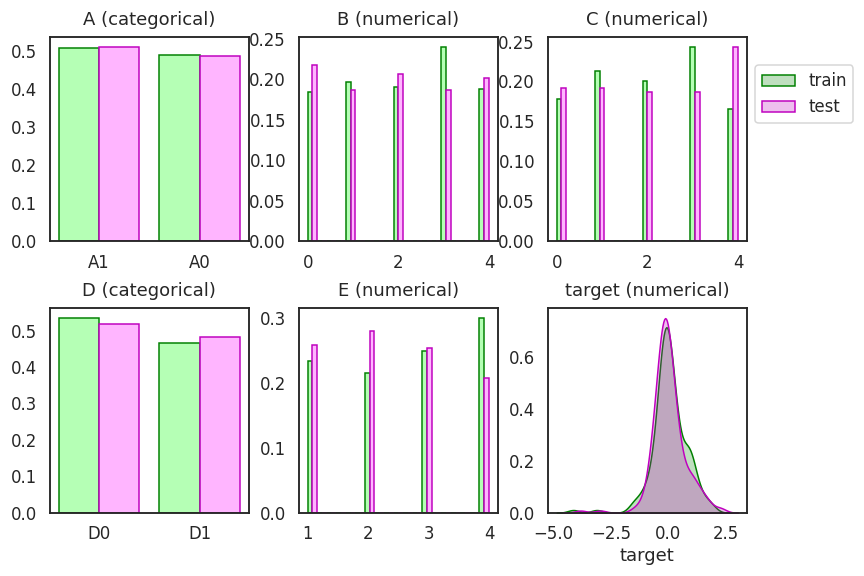 A (categorical)
0.5
0.4
0.3
0.2
0.1
0.0
A1 A0
B (numerical)
0.25
0.20
0.15
0.10
0.05
0.00
0 2 4
C (numerical)
0.25
0.20
0.15
0.10
0.05
0.00
0 2 4
train
test
D (categorical)
0.5
0.4
0.3
0.2
0.1
0.0
D0 D1
E (numerical)
0.3
0.2
0.1
0.0
1 2 3 4
target (numerical)
0.6
0.4
0.2
0.0
−5.0 −2.5 0.0 2.5
target